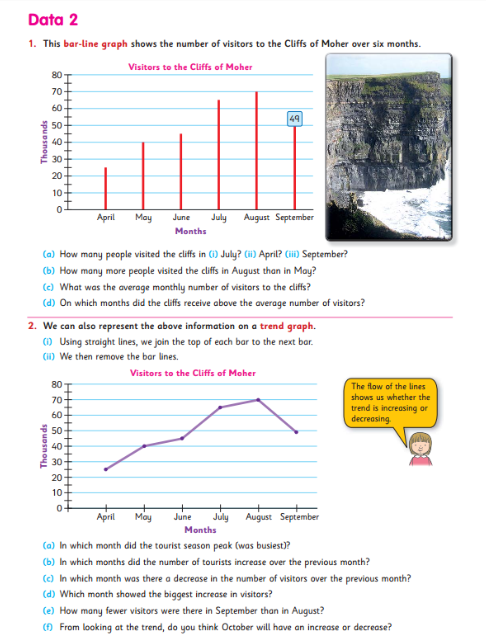 Data 2
1. This bar-line graph shows the number of visitors to the Cliffs of Moher over six months.
Visitors to the Cliffs of Moher
80
70
60
50
40
30
20
10
0
Thousands
49
April May June July August September
Months
(a) How many people visited the cliffs in (i) July? (ii) April? (iii) September?
(b) How many more people visited the cliffs in August than in May?
(c) What was the average monthly number of visitors to the cliffs?
(d) On which months did the cliffs receive above the average number of visitors?
2. We can also represent the above information on a trend graph.
(i) Using straight lines, we join the top of each bar to the next bar.
(ii) We then remove the bar lines.
Visitors to the Cliffs of Moher
80
70
60
50
40
30
20
10
0
Thousands
April May June July August September
Months
The flow of the lines
shows us whether the
trend is increasing or
decreasing.
(a) In which month did the tourist season peak (was busiest)?
(b) In which months did the number of tourists increase over the previous month?
(c) In which month was there a decrease in the number of visitors over the previous month?
(d) Which month showed the biggest increase in visitors?
(e) How many fewer visitors were there in September than in August?
(f) From looking at the trend, do you think October will have an increase or decrease?